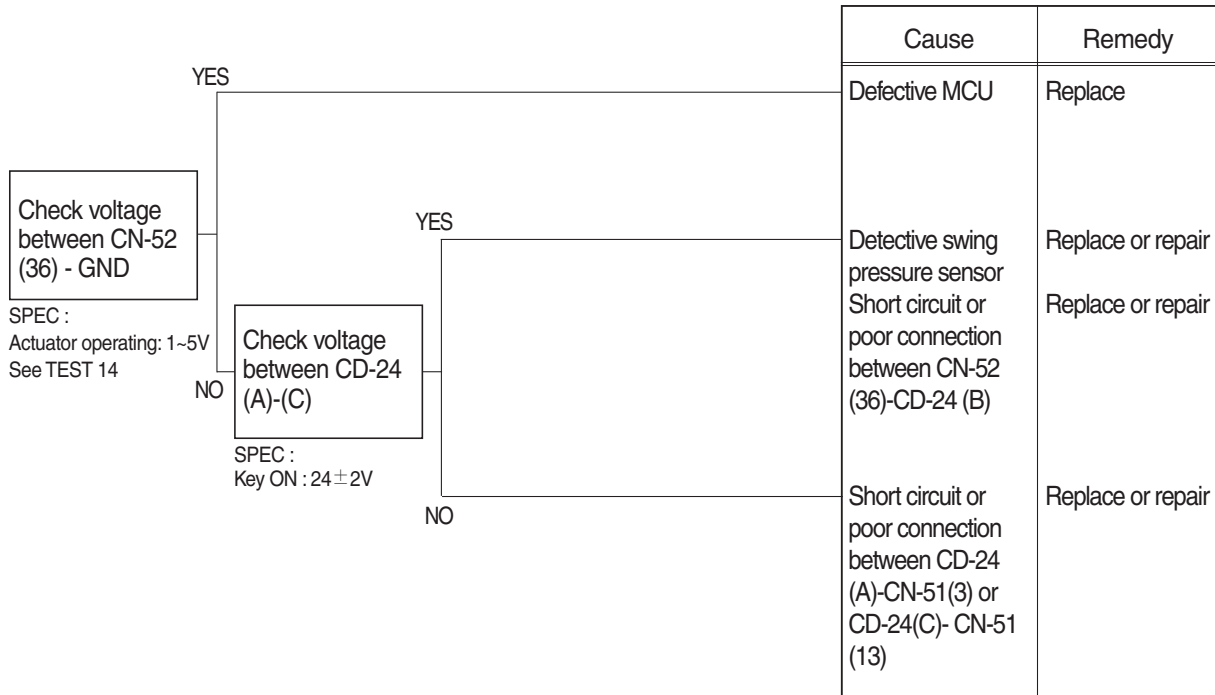 Cause Remedy
YES
Defective MCU Replace
Check voltage
between CN-52
(36) - GND
SPEC :
Actuator operating: 1~5V
See TEST 14
YES
Detective swing
pressure sensor
Replace or repair
Short circuit or
poor connection
between CN-52
(36)-CD-24 (B)
Replace or repair
NO
Check voltage
between CD-24
(A)-(C)
SPEC :
Key ON : 24±2V
NO
Short circuit or
poor connection
between CD-24
(A)-CN-51(3) or
CD-24(C)- CN-51
(13)
Replace or repair